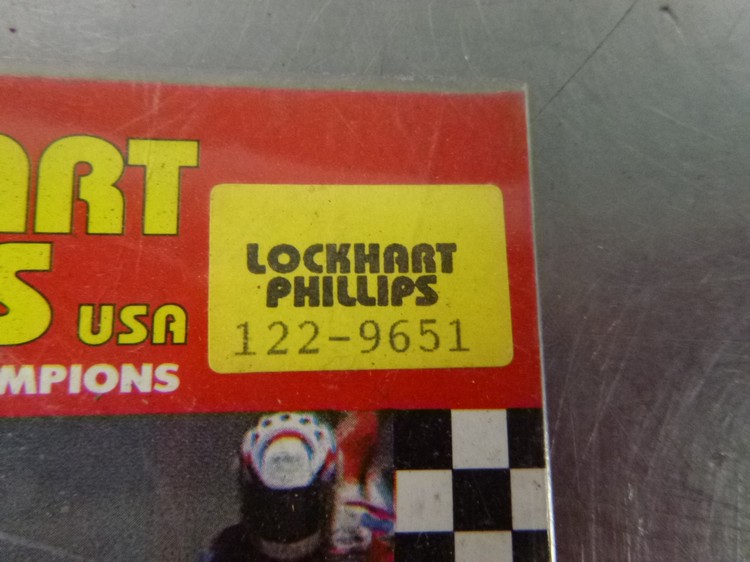 ART
S USA
MPIONS
LOCKHART
PHILLIPS
122-9651